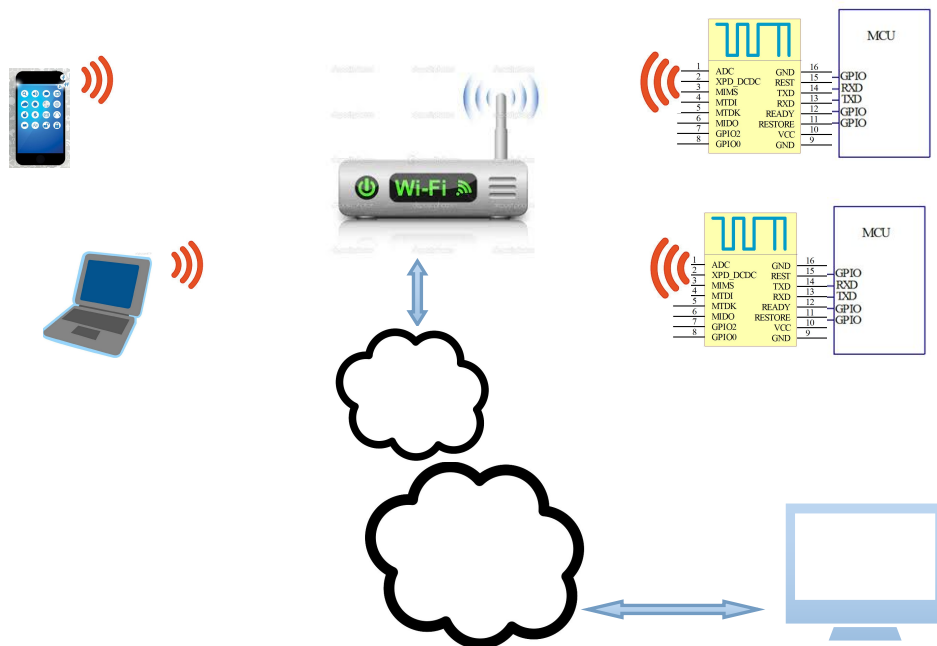 MCU
1 ADC GND 16
2 XPD_DCDC REST 15 GPIO
3 MIMS TXD 14 RXD
4 MTDI RXD 13 TXD
5 MTDK READY 12 GPIO
6 MIDO RESTORE 11 GPIO
7 GPIO2 VCC 10
8 GPIO0 GND 9
Wi-Fi
MCU
1 ADC GND 16
2 XPD_DCDC REST 15 GPIO
3 MIMS TXD 14 RXD
4 MTDI RXD 13 TXD
5 MTDK READY 12 GPIO
6 MIDO RESTORE 11 GPIO
7 GPIO2 VCC 10
8 GPIO0 GND 9